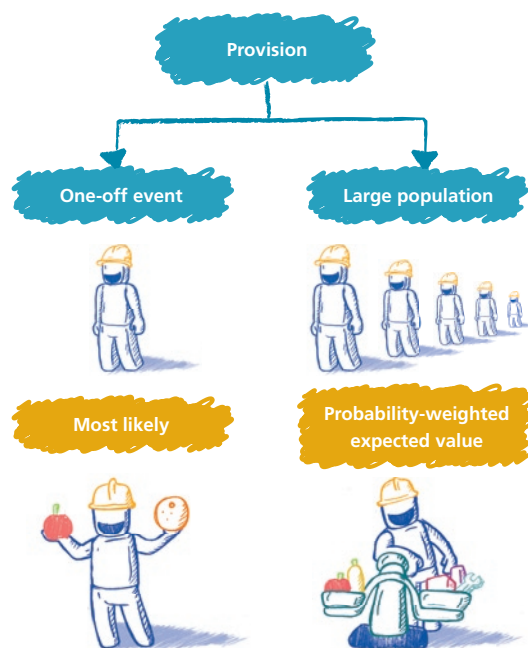 Provision
One-off event
Large population
Most likely
Probability-weighted
expected value